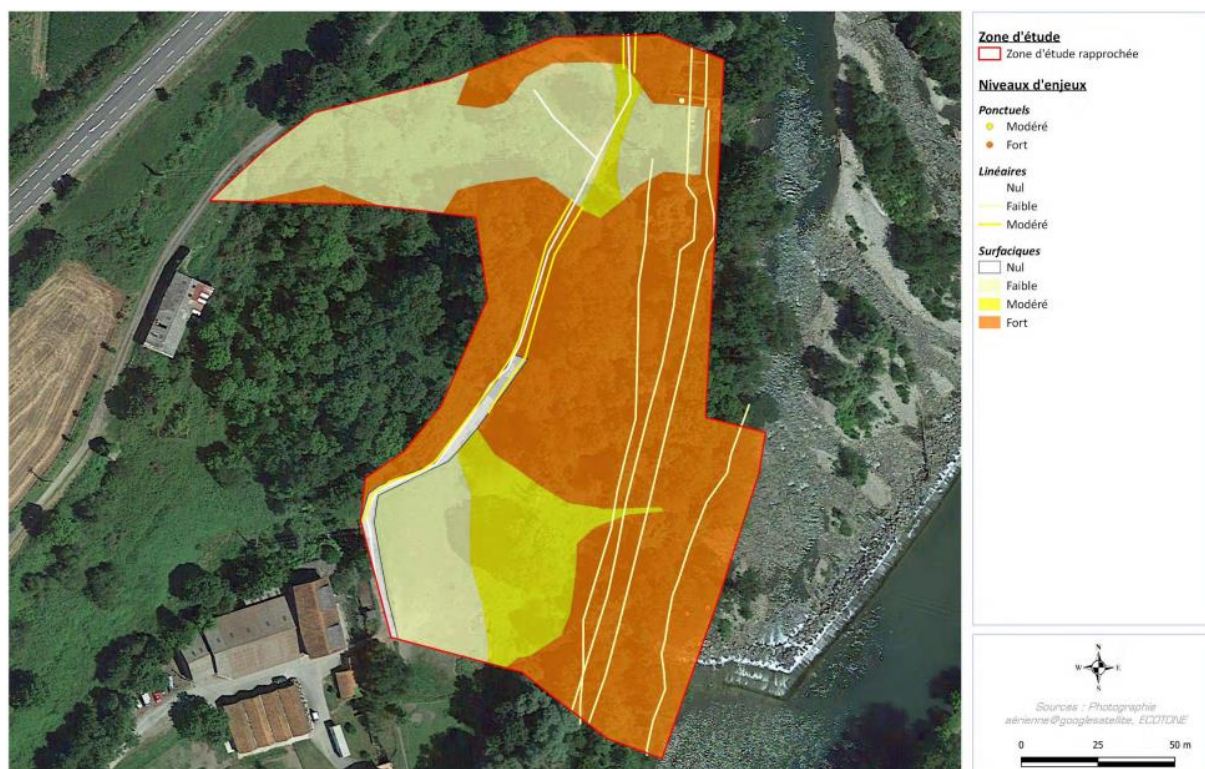 Zone d'étude
Zone d'étude rapprochée
Niveaux d'enjeux
Ponctuels
Modéré
Fort
Linéaires
Nul
Faible
Modéré
Surfaciques
Nul
Faible
Modéré
Fort
N
W E
S
Sources : Photographie
aérienne@googlesatellite, ECOTONE
0 25 50 m